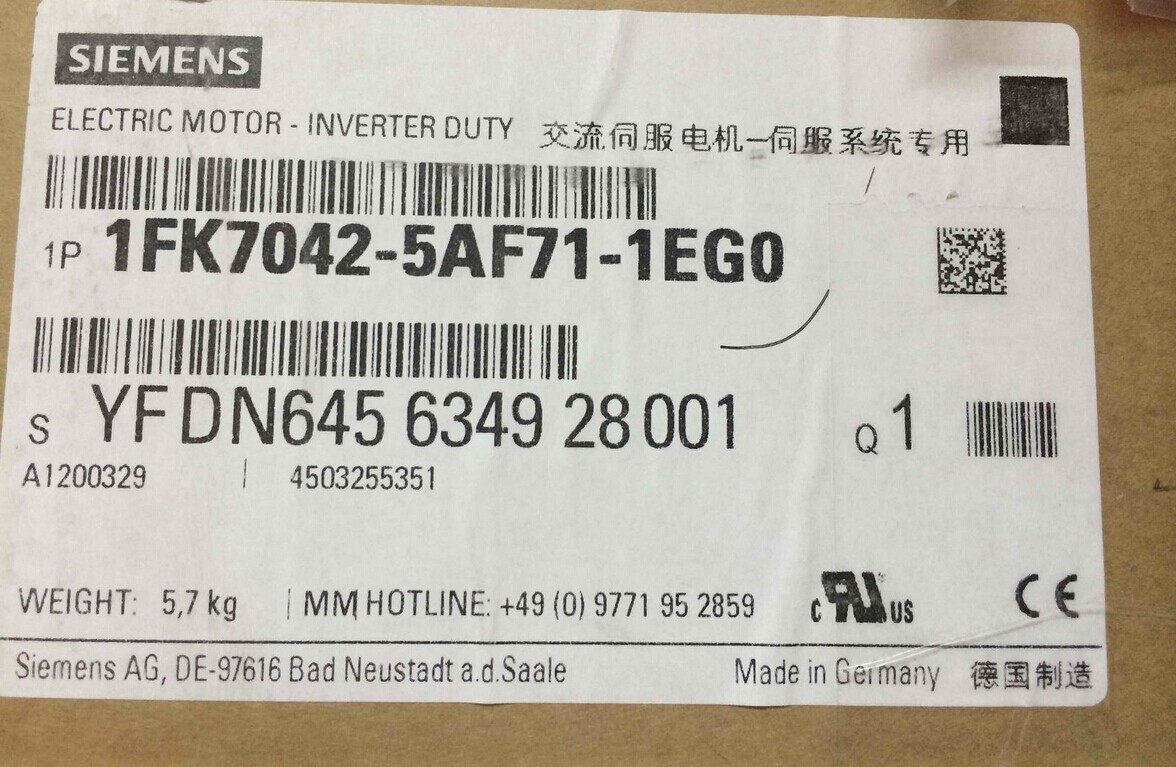 SIEMENS
ELECTRIC MOTOR - INVERTER DUTY 交流伺服电机-伺服系统专用
1P 1FK7042-5AF71-1EG0
S YFDN645 6349 28 001 Q 1
A1200329 | 4503255351
WEIGHT: 5,7 kg | MM HOTLINE: +49 (0) 9771 95 2859 c RU US CE
Siemens AG, DE-97616 Bad Neustadt a.d.Saale Made in Germany 德国制造